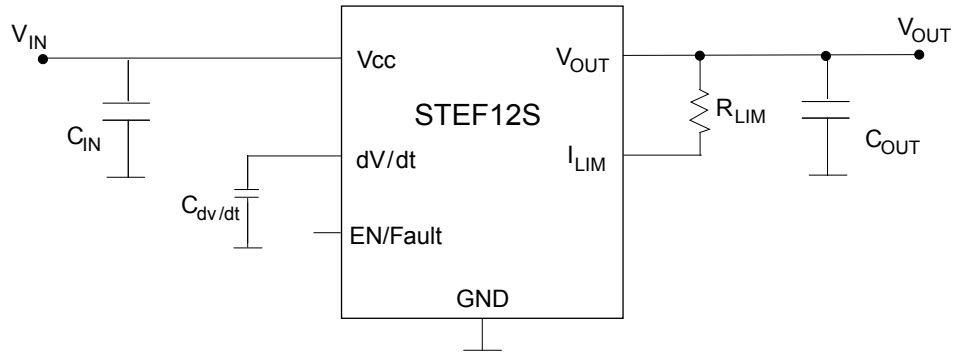 V_IN
V_OUT
Vcc
V_OUT
STEF12S
R_LIM
C_IN
C_OUT
dV/dt
I_LIM
C_dv/dt
EN/Fault
GND